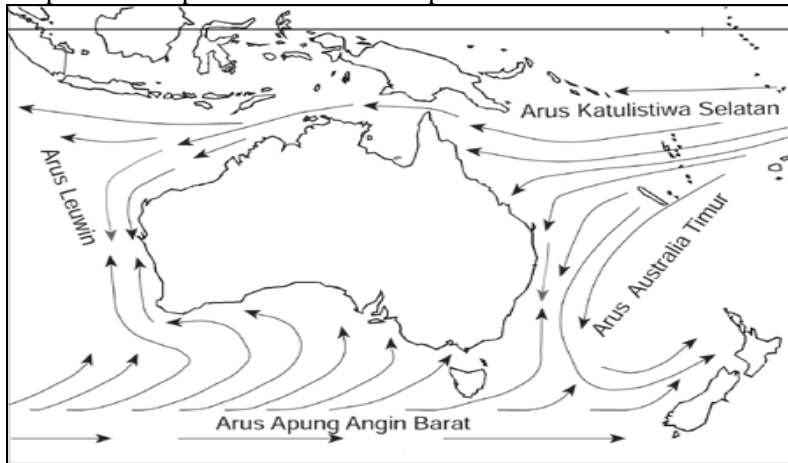 Arus Katulistiwa Selatan
Arus Leuwin
Arus Australia Timur
Arus Apung Angin Barat